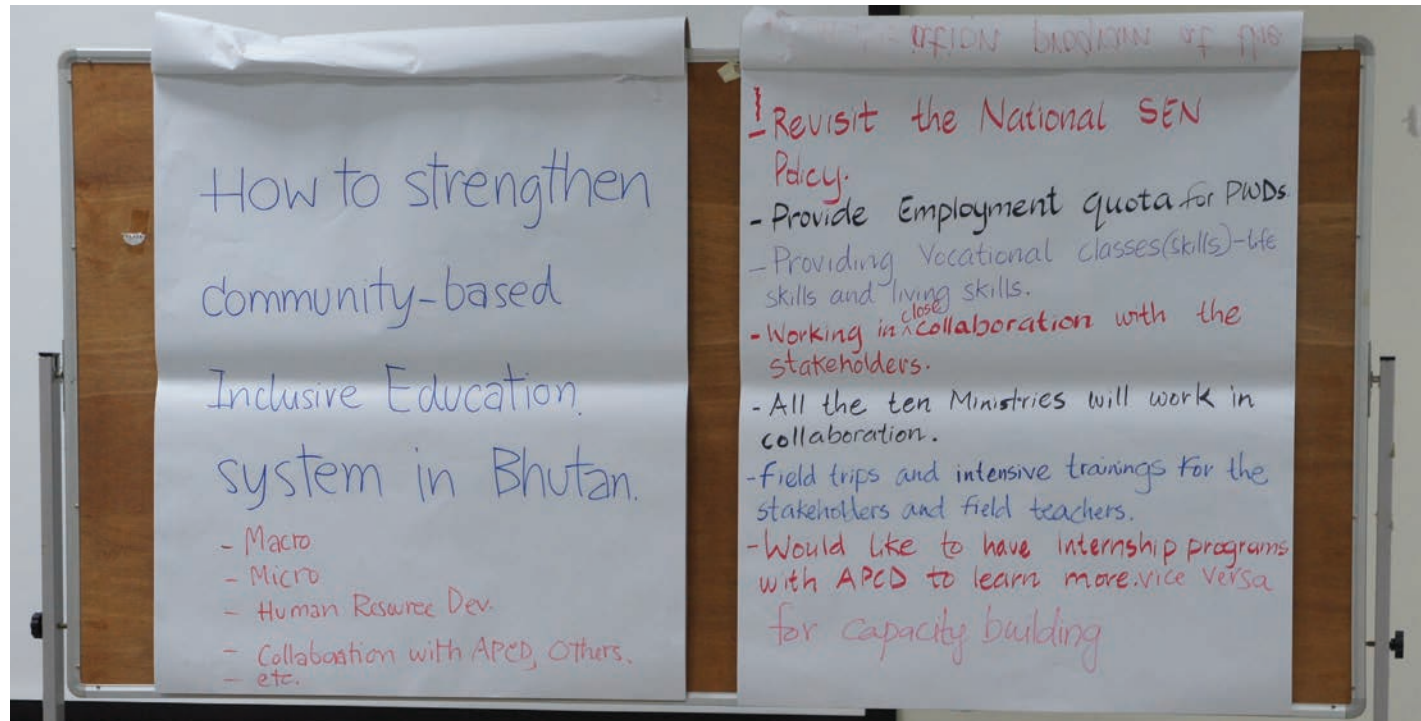 How to strengthen
community-based
Inclusive Education
system in Bhutan.
- Macro
- Micro
- Human Resource Dev.
- Collaboation with APCD, Others.
- etc.
- Revisit the National SEN
Policy.
- Provide Employment quota for PWDs
- Providing Vocational classes(skills)-life
skills and living skills.
- Working in close collaboration with the
stakeholders.
- All the ten Ministries will work in
collaboration.
- Field trips and intensive trainings for the
stakeholders and field teachers.
- Would like to have internship programs
with APCD to learn more. vice versa
for capacity building